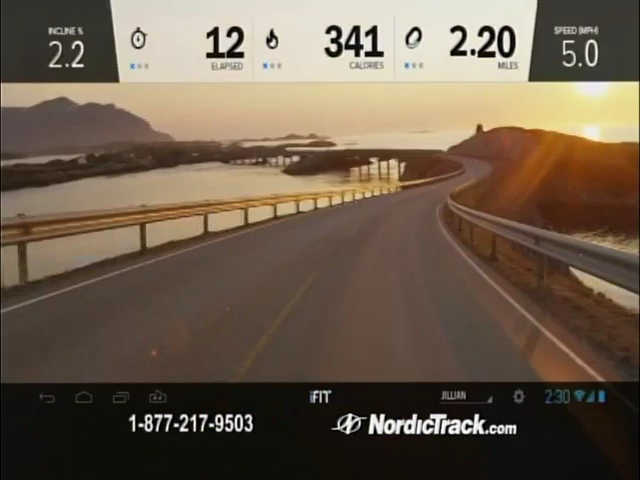 INCLINE %
2.2
12
ELAPSED
341
CALORIES
2.20
MILES
SPEED (MPH)
5.0
iFIT
JILLIAN
2:30
1-877-217-9503
NordicTrack.com